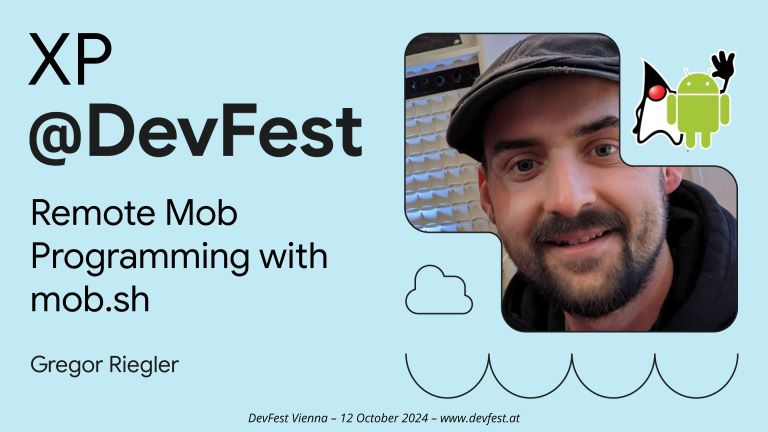 XP
@DevFest
Remote Mob
Programming with
mob.sh
Gregor Riegler
DevFest Vienna – 12 October 2024 – www.devfest.at